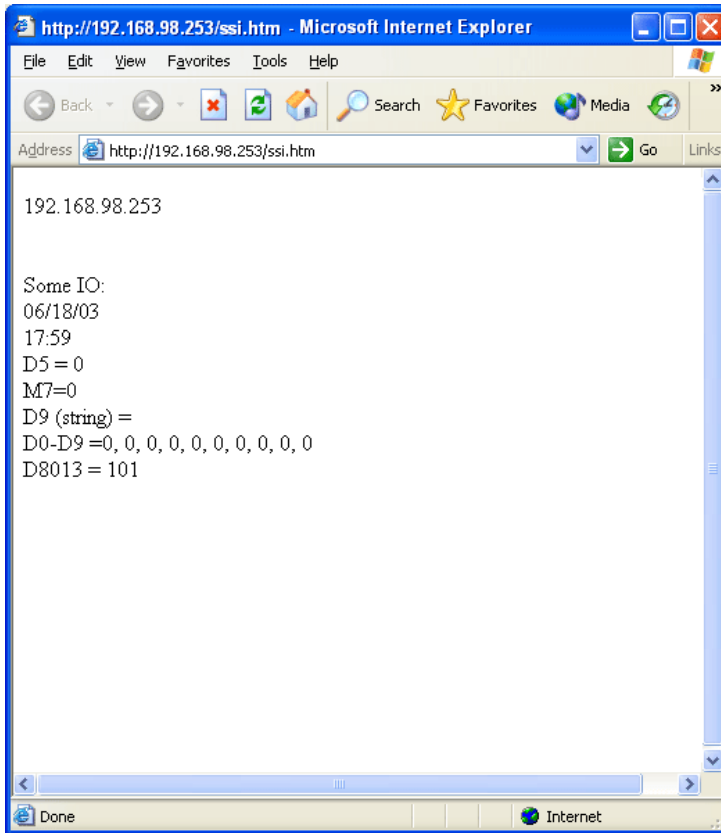 http://192.168.98.253/ssi.htm - Microsoft Internet Explorer
File Edit View Favorites Tools Help
Back Search Favorites Media »
Address http://192.168.98.253/ssi.htm Go Links
192.168.98.253
Some IO:
06/18/03
17:59
D5 = 0
M7=0
D9 (string) =
D0-D9 =0, 0, 0, 0, 0, 0, 0, 0, 0, 0
D8013 = 101
Done Internet